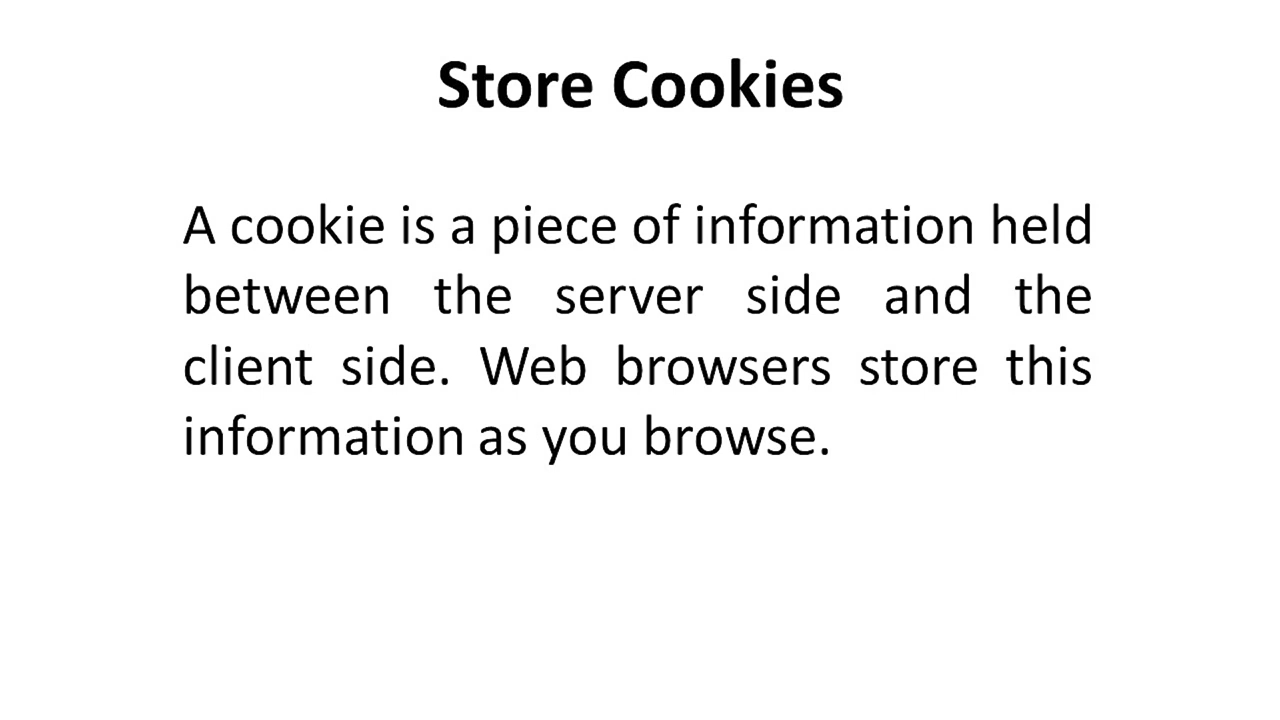 Store Cookies
A cookie is a piece of information held
between the server side and the
client side. Web browsers store this
information as you browse.